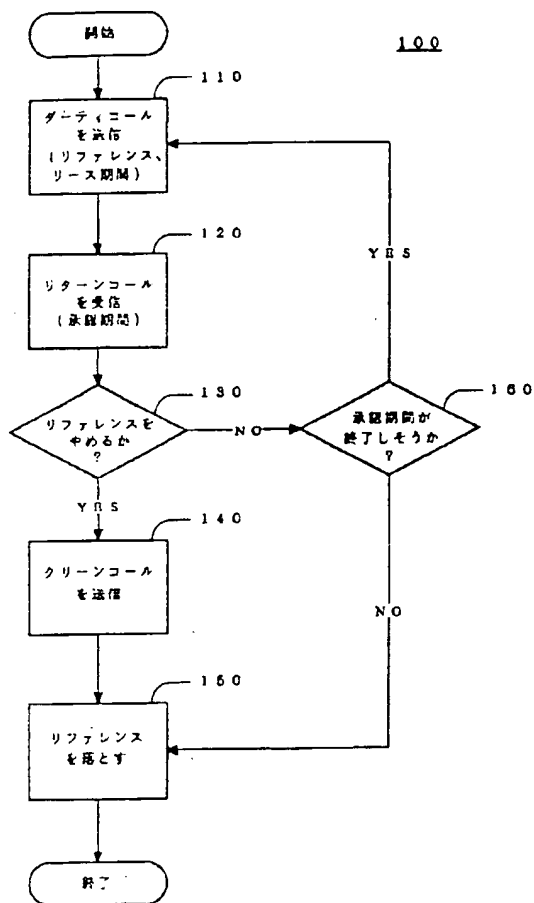 開始
100
110
ダーティコール
を送信
(リファレンス、
リース期間)
120
リターンコール
を受信
(承認期間)
130
リファレンスを
やめるか
?
NO
YES
160
承認期間が
終了しそうか
?
YES
NO
140
クリーンコール
を送信
150
リファレンス
を落とす
終了